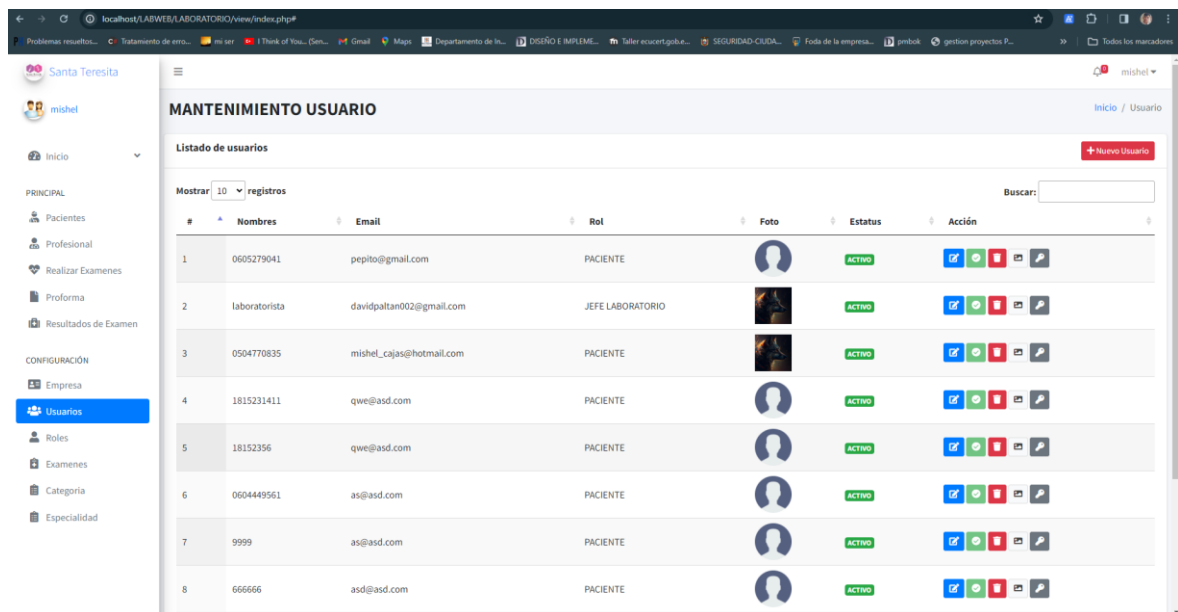 localhost/LABWEB/LABORATORIO/view/index.php#
Problemas resueltos... Tratamiento de erro... mi ser I Think of You... (Sen... Gmail Maps Departamento de In... DISEÑO E IMPLEME... Taller ecucert.gob.e... SEGURIDAD-CIUDA... Foda de la empresa... pmbok gestion proyectos P... » Todos los marcadores
Santa Teresita
0 mishel
mishel
MANTENIMIENTO USUARIO
Inicio / Usuario
Inicio
Listado de usuarios
Nuevo Usuario
PRINCIPAL
Mostrar 10 registros
Buscar:
Pacientes
# Nombres Email Rol Foto Estatus Acción
Profesional
1 0605279041 pepito@gmail.com PACIENTE ACTIVO
Realizar Examenes
Proforma
2 laboratorista davidpaltan002@gmail.com JEFE LABORATORIO ACTIVO
Resultados de Examen
3 0504770835 mishel_cajas@hotmail.com PACIENTE ACTIVO
CONFIGURACIÓN
Empresa
4 1815231411 qwe@asd.com PACIENTE ACTIVO
Usuarios
Roles
5 18152356 qwe@asd.com PACIENTE ACTIVO
Examenes
Categoria
6 0604449561 as@asd.com PACIENTE ACTIVO
Especialidad
7 9999 as@asd.com PACIENTE ACTIVO
8 666666 asd@asd.com PACIENTE ACTIVO